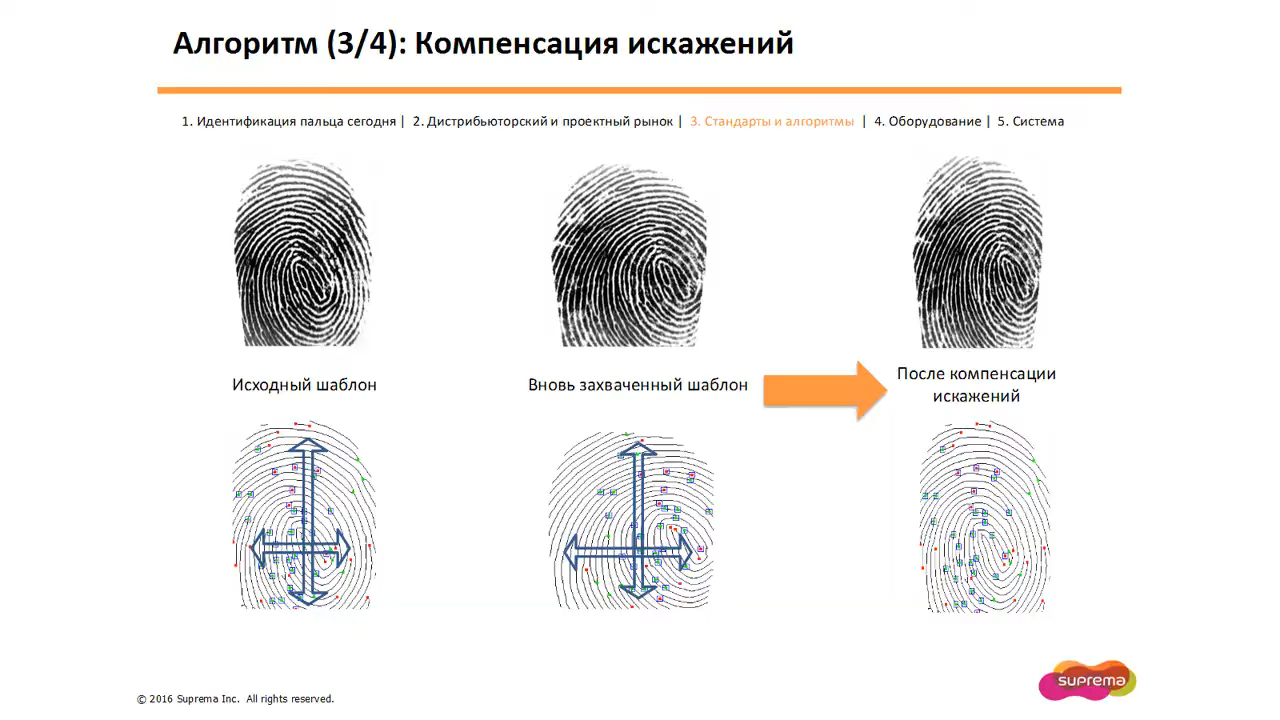 Алгоритм (3/4): Компенсация искажений
1. Идентификация пальца сегодня | 2. Дистрибьюторский и проектный рынок | 3. Стандарты и алгоритмы | 4. Оборудование | 5. Система
Исходный шаблон
Вновь захваченный шаблон
После компенсации
искажений
© 2016 Suprema Inc. All rights reserved.
suprema